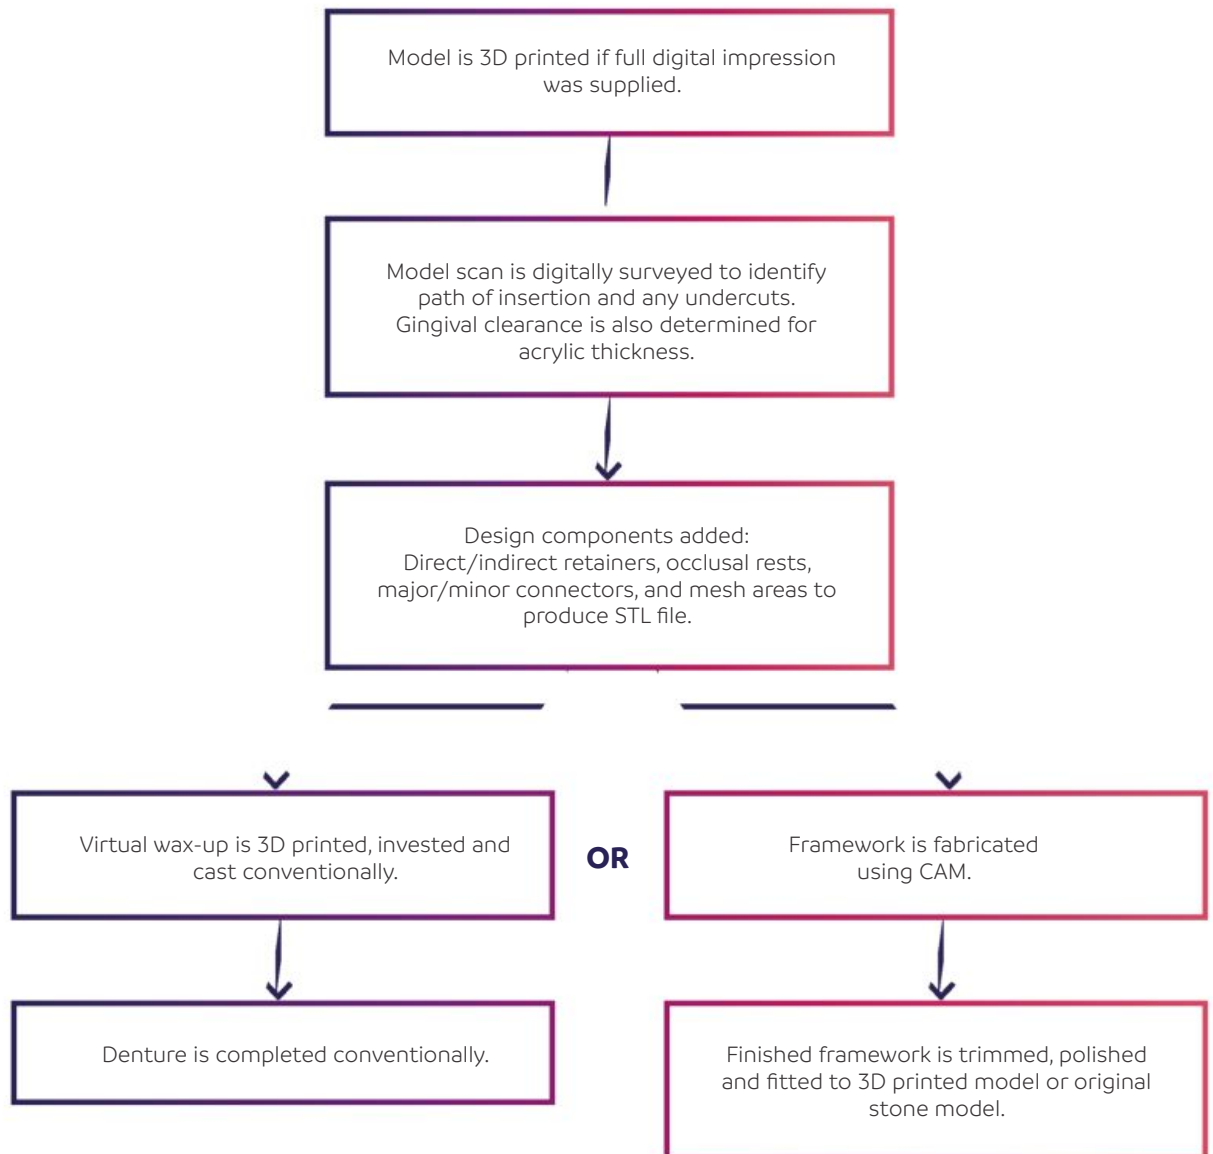 Model is 3D printed if full digital impression
was supplied.
Model scan is digitally surveyed to identify
path of insertion and any undercuts.
Gingival clearance is also determined for
acrylic thickness.
Design components added:
Direct/indirect retainers, occlusal rests,
major/minor connectors, and mesh areas to
produce STL file.
Virtual wax-up is 3D printed, invested and
cast conventionally.
OR
Framework is fabricated
using CAM.
Denture is completed conventionally.
Finished framework is trimmed, polished
and fitted to 3D printed model or original
stone model.